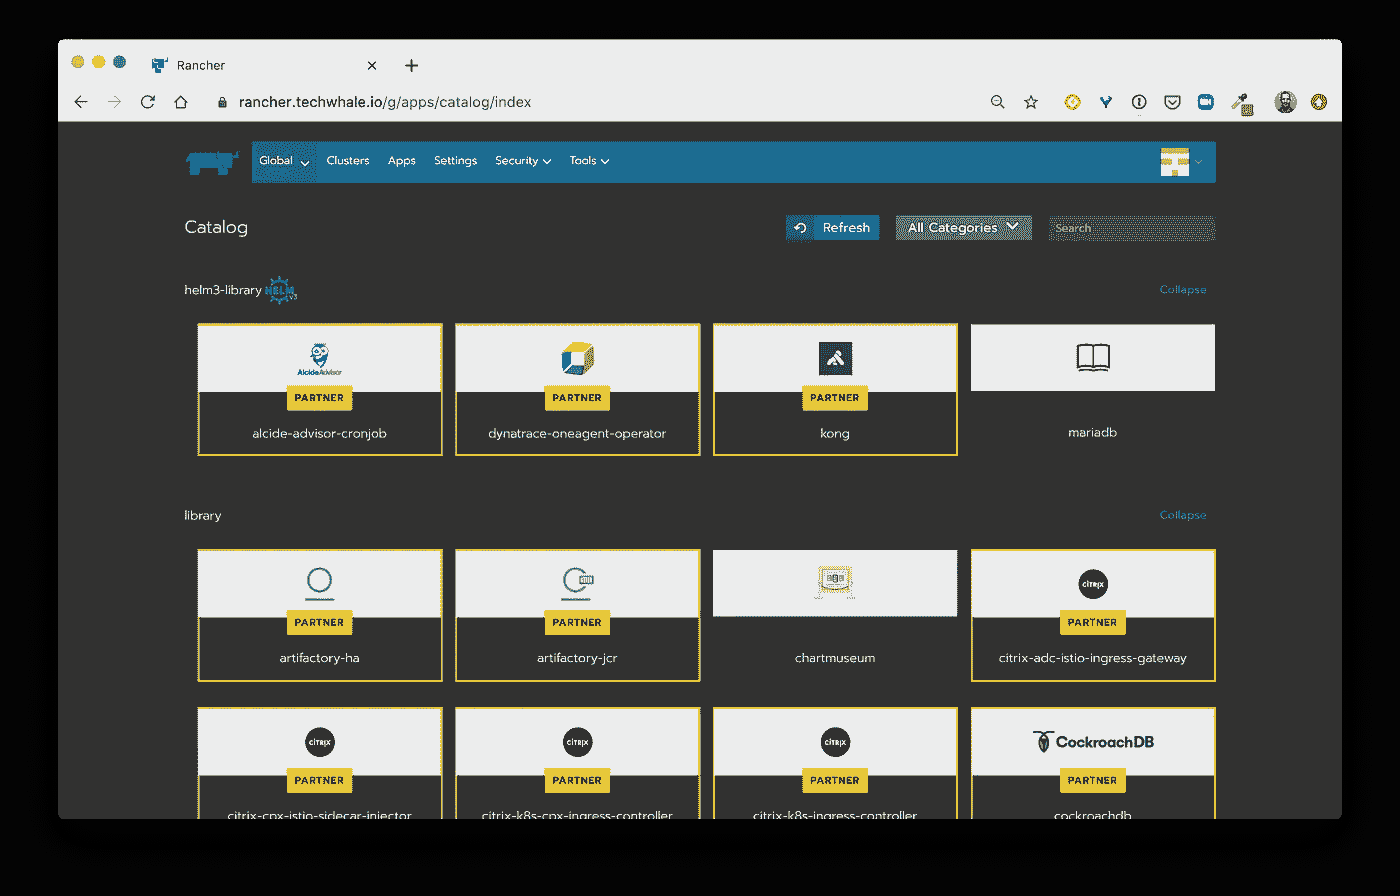 Rancher
rancher.techwhale.io/g/apps/catalog/index
Global Clusters Apps Settings Security Tools
Catalog
Refresh All Categories Search
helm3-library HELM v3 Collapse
AlcideAdvisor
PARTNER PARTNER PARTNER
alcide-advisor-cronjob dynatrace-oneagent-operator kong mariadb
library Collapse
CiTRIX
PARTNER PARTNER PARTNER
artifactory-ha artifactory-jcr chartmuseum citrix-adc-istio-ingress-gateway
CiTRIX CiTRIX CiTRIX CockroachDB
PARTNER PARTNER PARTNER PARTNER
citrix-cpx-istio-sidecar-injector citrix-k8s-cpx-ingress-controller citrix-k8s-ingress-controller cockroachdb